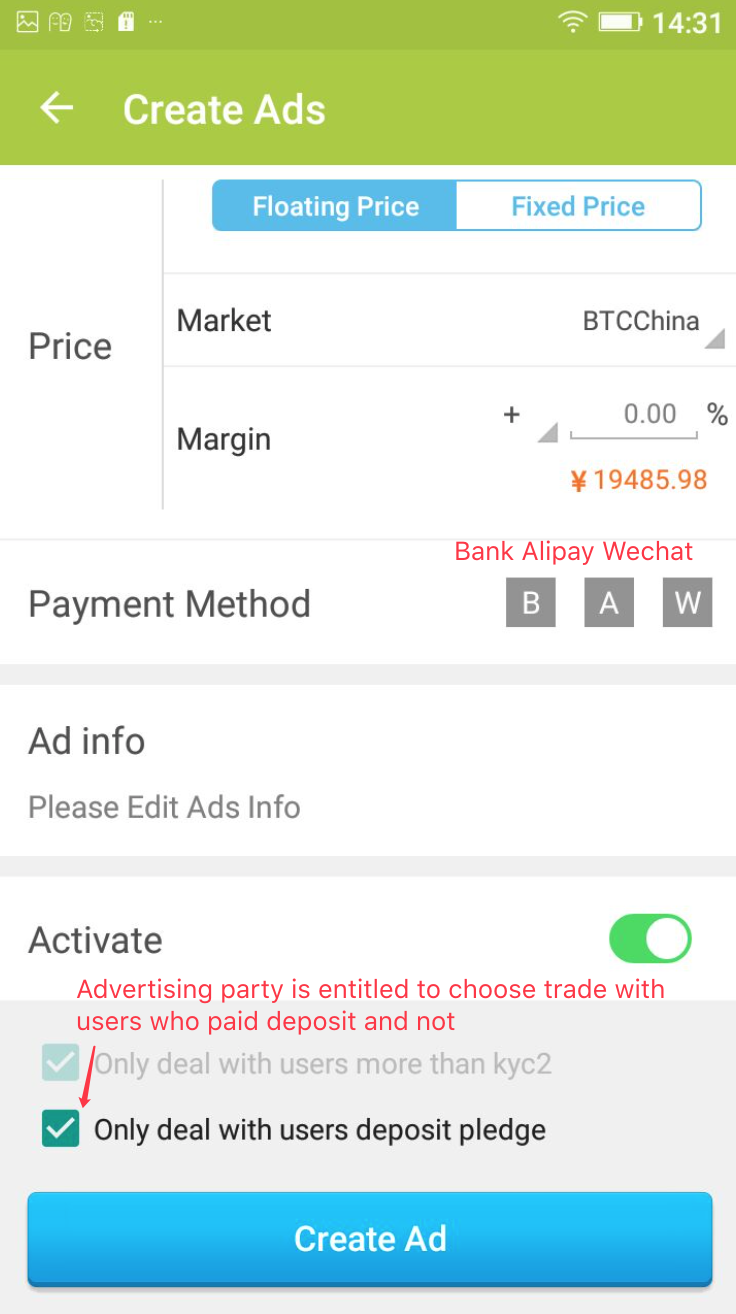 14:31
Create Ads
Floating Price Fixed Price
Market BTCChina
Price
+ 0.00 %
Margin
¥ 19485.98
Bank Alipay Wechat
Payment Method B A W
Ad info
Please Edit Ads Info
Activate
Advertising party is entitled to choose trade with
users who paid deposit and not
Only deal with users more than kyc2
Only deal with users deposit pledge
Create Ad